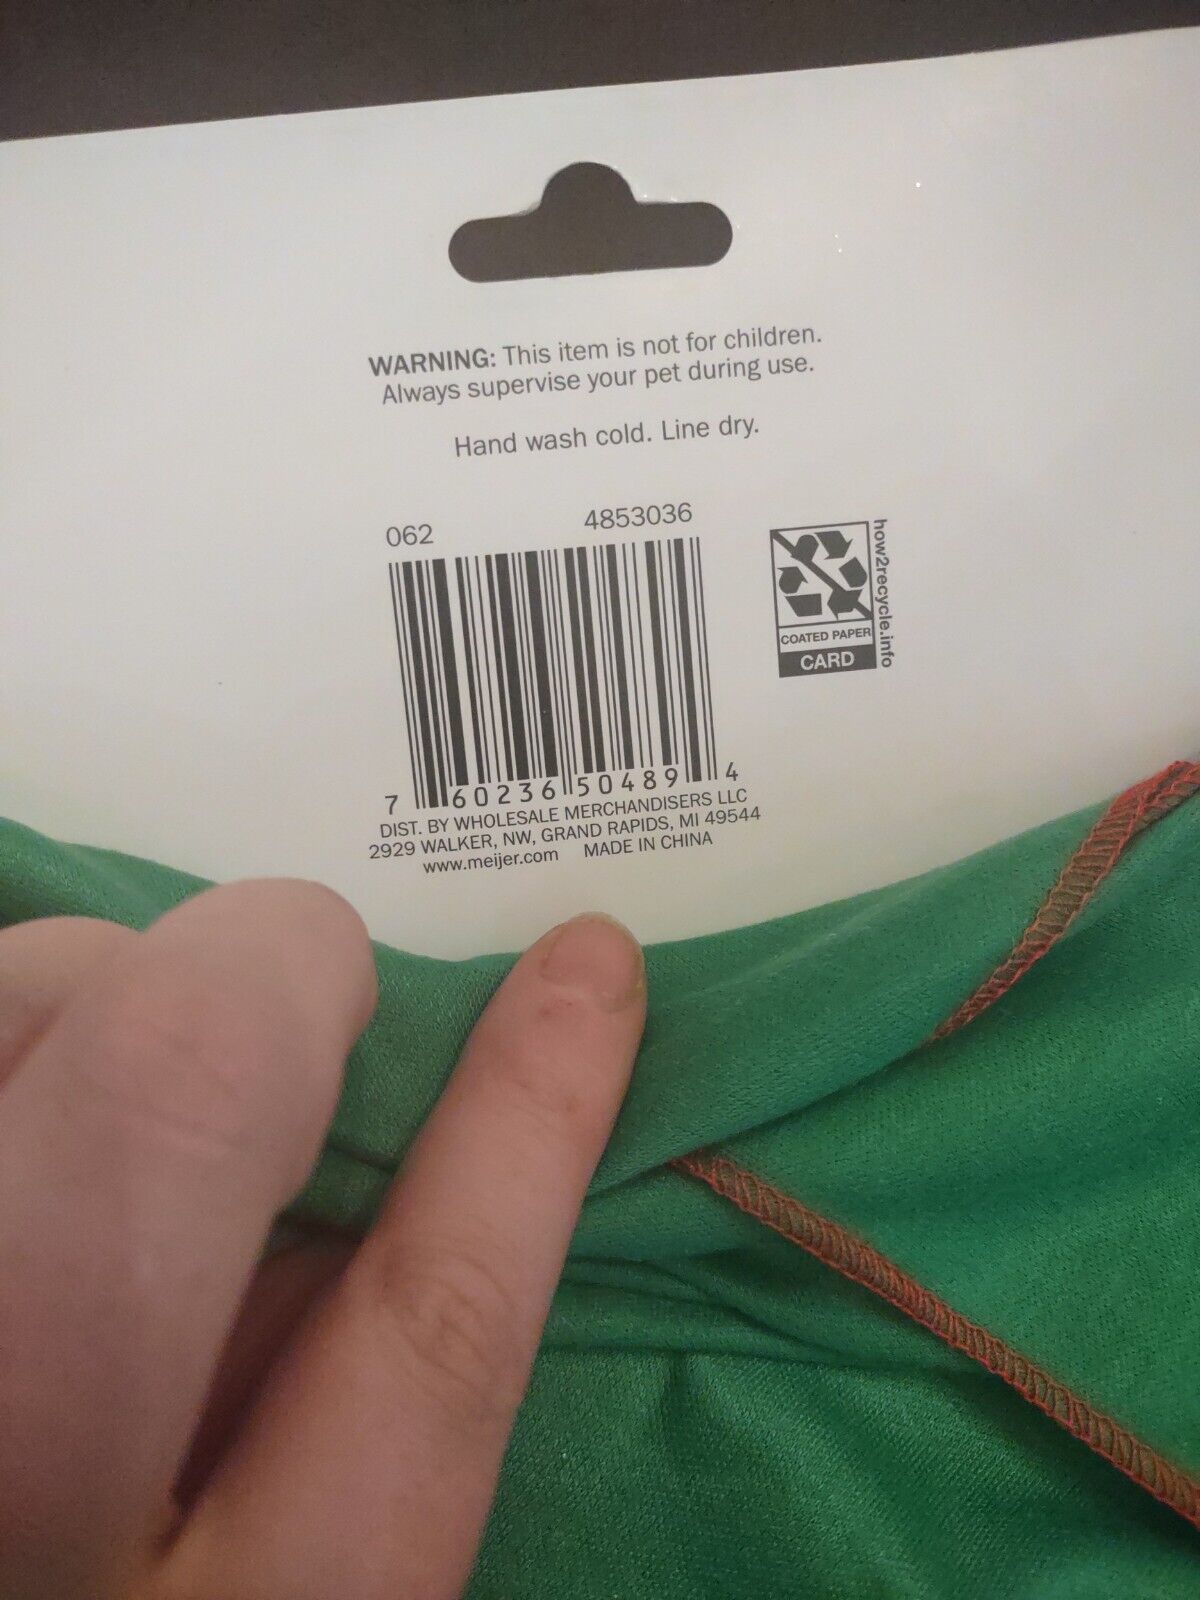 WARNING: This item is not for children.
Always supervise your pet during use.
Hand wash cold. Line dry.
062 4853036
7 60236 50489 4
DIST. BY WHOLESALE MERCHANDISERS LLC
2929 WALKER, NW, GRAND RAPIDS, MI 49544
www.meijer.com MADE IN CHINA
COATED PAPER
CARD
how2recycle.info